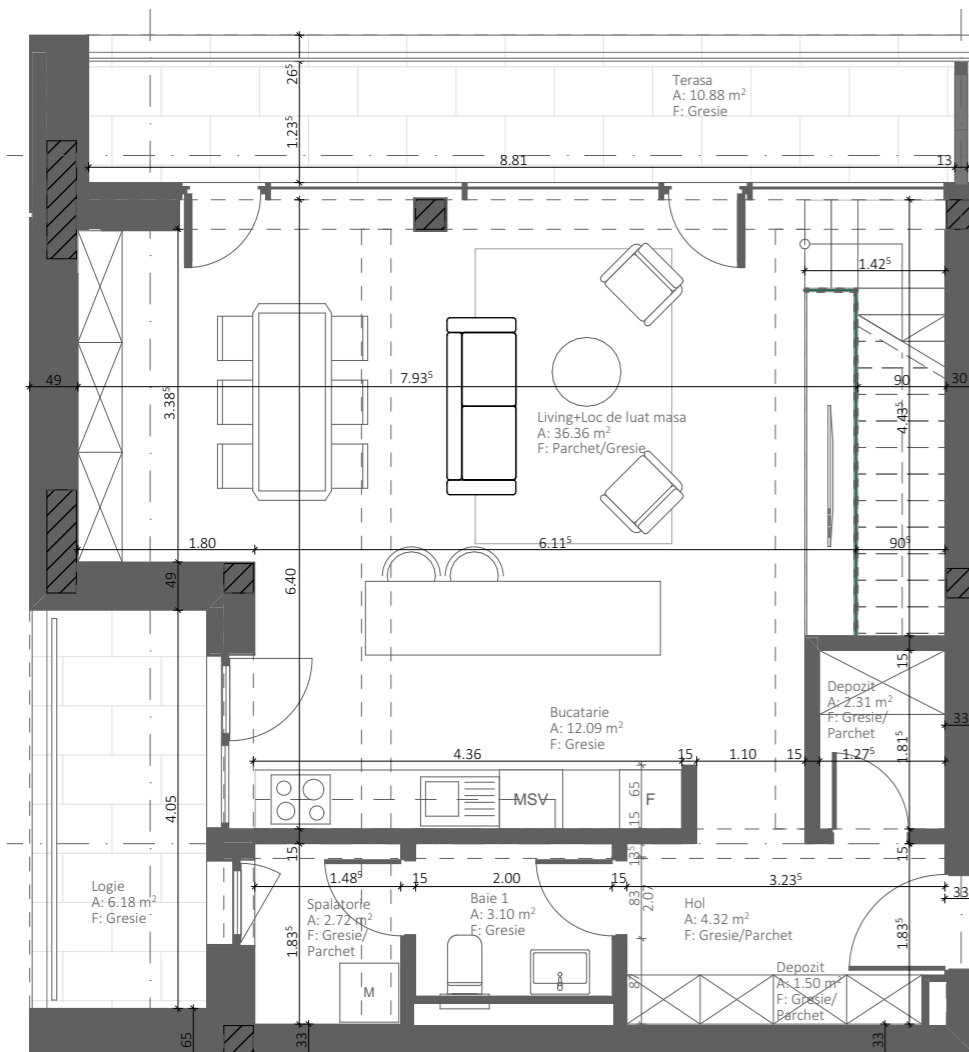 Terasa
A: 10.88 m²
F: Gresie
26⁵
1.23⁵
8.81
13
1.42⁵
49
7.93⁵
90
30
3.38⁵
4.43⁵
Living+Loc de luat masa
A: 36.36 m²
F: Parchet/Gresie
1.80
6.11⁵
90⁵
49
6.40
15
Depozit
A: 2.31 m²
F: Gresie/
Parchet
33
Bucatarie
A: 12.09 m²
F: Gresie
4.36
15
1.10
15
1.27⁵
1.81⁵
4.05
MSV
F
65
15
15
13⁵
15
1.48⁵
15
2.00
15
3.23⁵
33
Logie
A: 6.18 m²
F: Gresie
Spalatorie
A: 2.72 m²
F: Gresie/
Parchet
Baie 1
A: 3.10 m²
F: Gresie
83
2.07
Hol
A: 4.32 m²
F: Gresie/Parchet
1.83⁵
1.83⁵
Depozit
A: 1.50 m²
F: Gresie/
Parchet
M
65
33
33